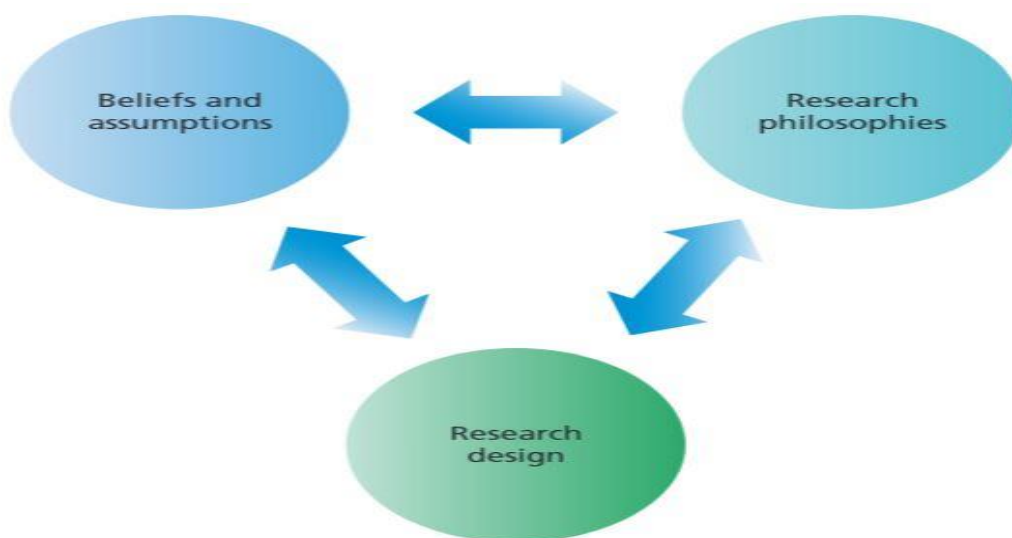 Beliefs and
assumptions
Research
philosophies
Research
design